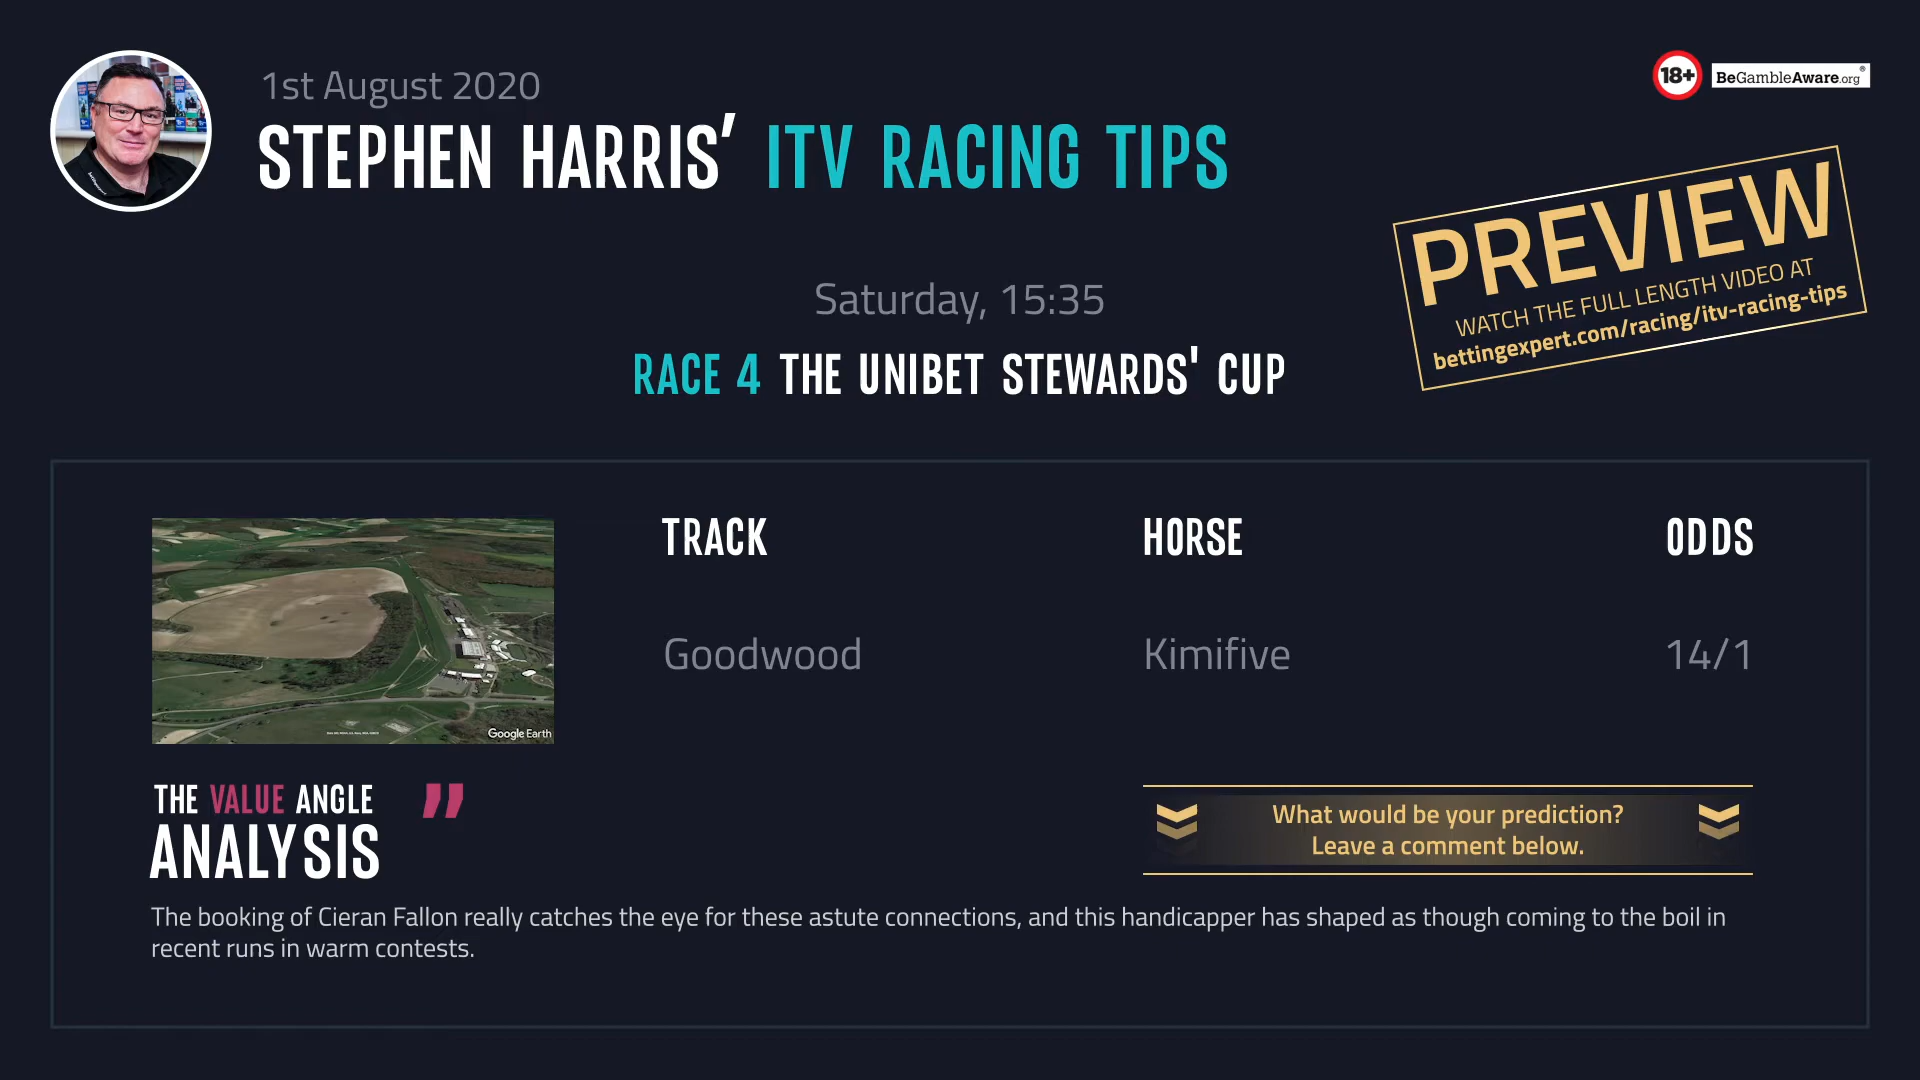 1st August 2020
STEPHEN HARRIS’ ITV RACING TIPS
18+
BeGambleAware.org®
PREVIEW
WATCH THE FULL LENGTH VIDEO AT
bettingexpert.com/racing/itv-racing-tips
Saturday, 15:35
RACE 4 THE UNIBET STEWARDS' CUP
TRACK
HORSE
ODDS
Goodwood
Kimifive
14/1
Google Earth
THE VALUE ANGLE
ANALYSIS
”
What would be your prediction?
Leave a comment below.
The booking of Cieran Fallon really catches the eye for these astute connections, and this handicapper has shaped as though coming to the boil in
recent runs in warm contests.